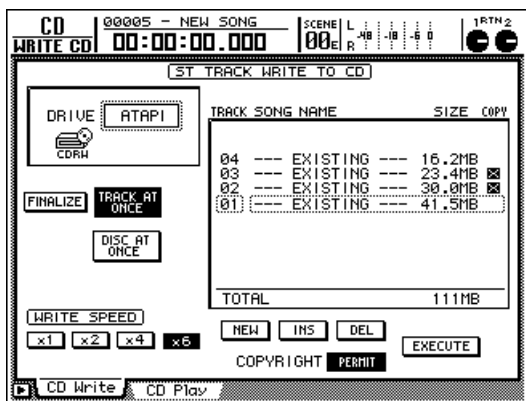 CD
WRITE CD
00005 - NEW SONG
00:00:00.000
SCENE
00E
L
R -48 -18 -6 0
1RTN2
C C
ST TRACK WRITE TO CD
DRIVE ATAPI
CDRW
TRACK SONG NAME SIZE COPY
04 --- EXISTING --- 16.2MB
03 --- EXISTING --- 23.4MB
02 --- EXISTING --- 30.0MB
01 --- EXISTING --- 41.5MB
TOTAL 111MB
FINALIZE
TRACK AT ONCE
DISC AT ONCE
WRITE SPEED
x1 x2 x4 x6
NEW INS DEL
COPYRIGHT PERMIT
EXECUTE
CD Write CD Play